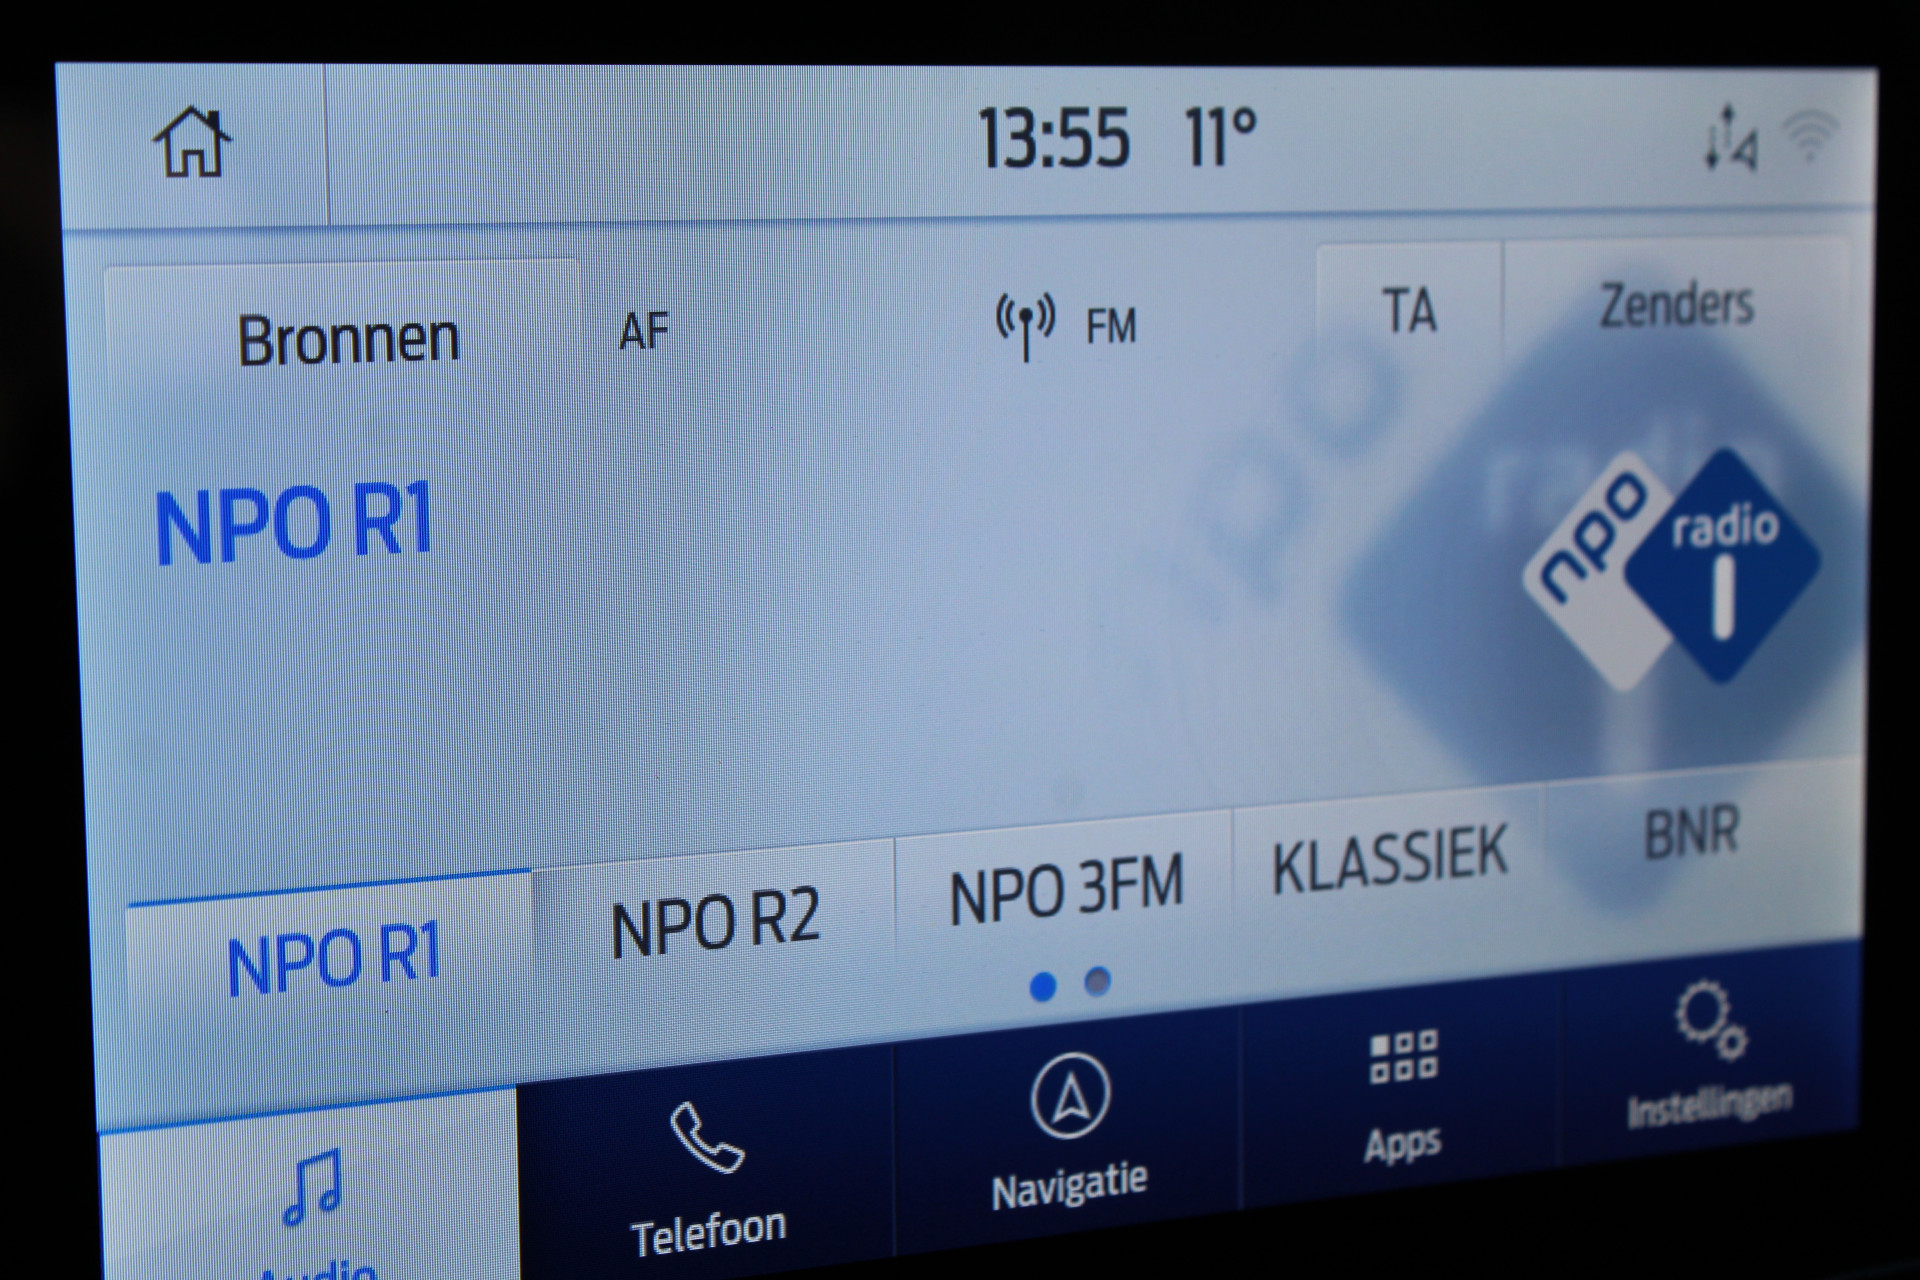 13:55 11°
Bronnen AF FM TA Zenders
NPO R1
npo radio 1
NPO R1 NPO R2 NPO 3FM KLASSIEK BNR
Audio Telefoon Navigatie Apps Instellingen